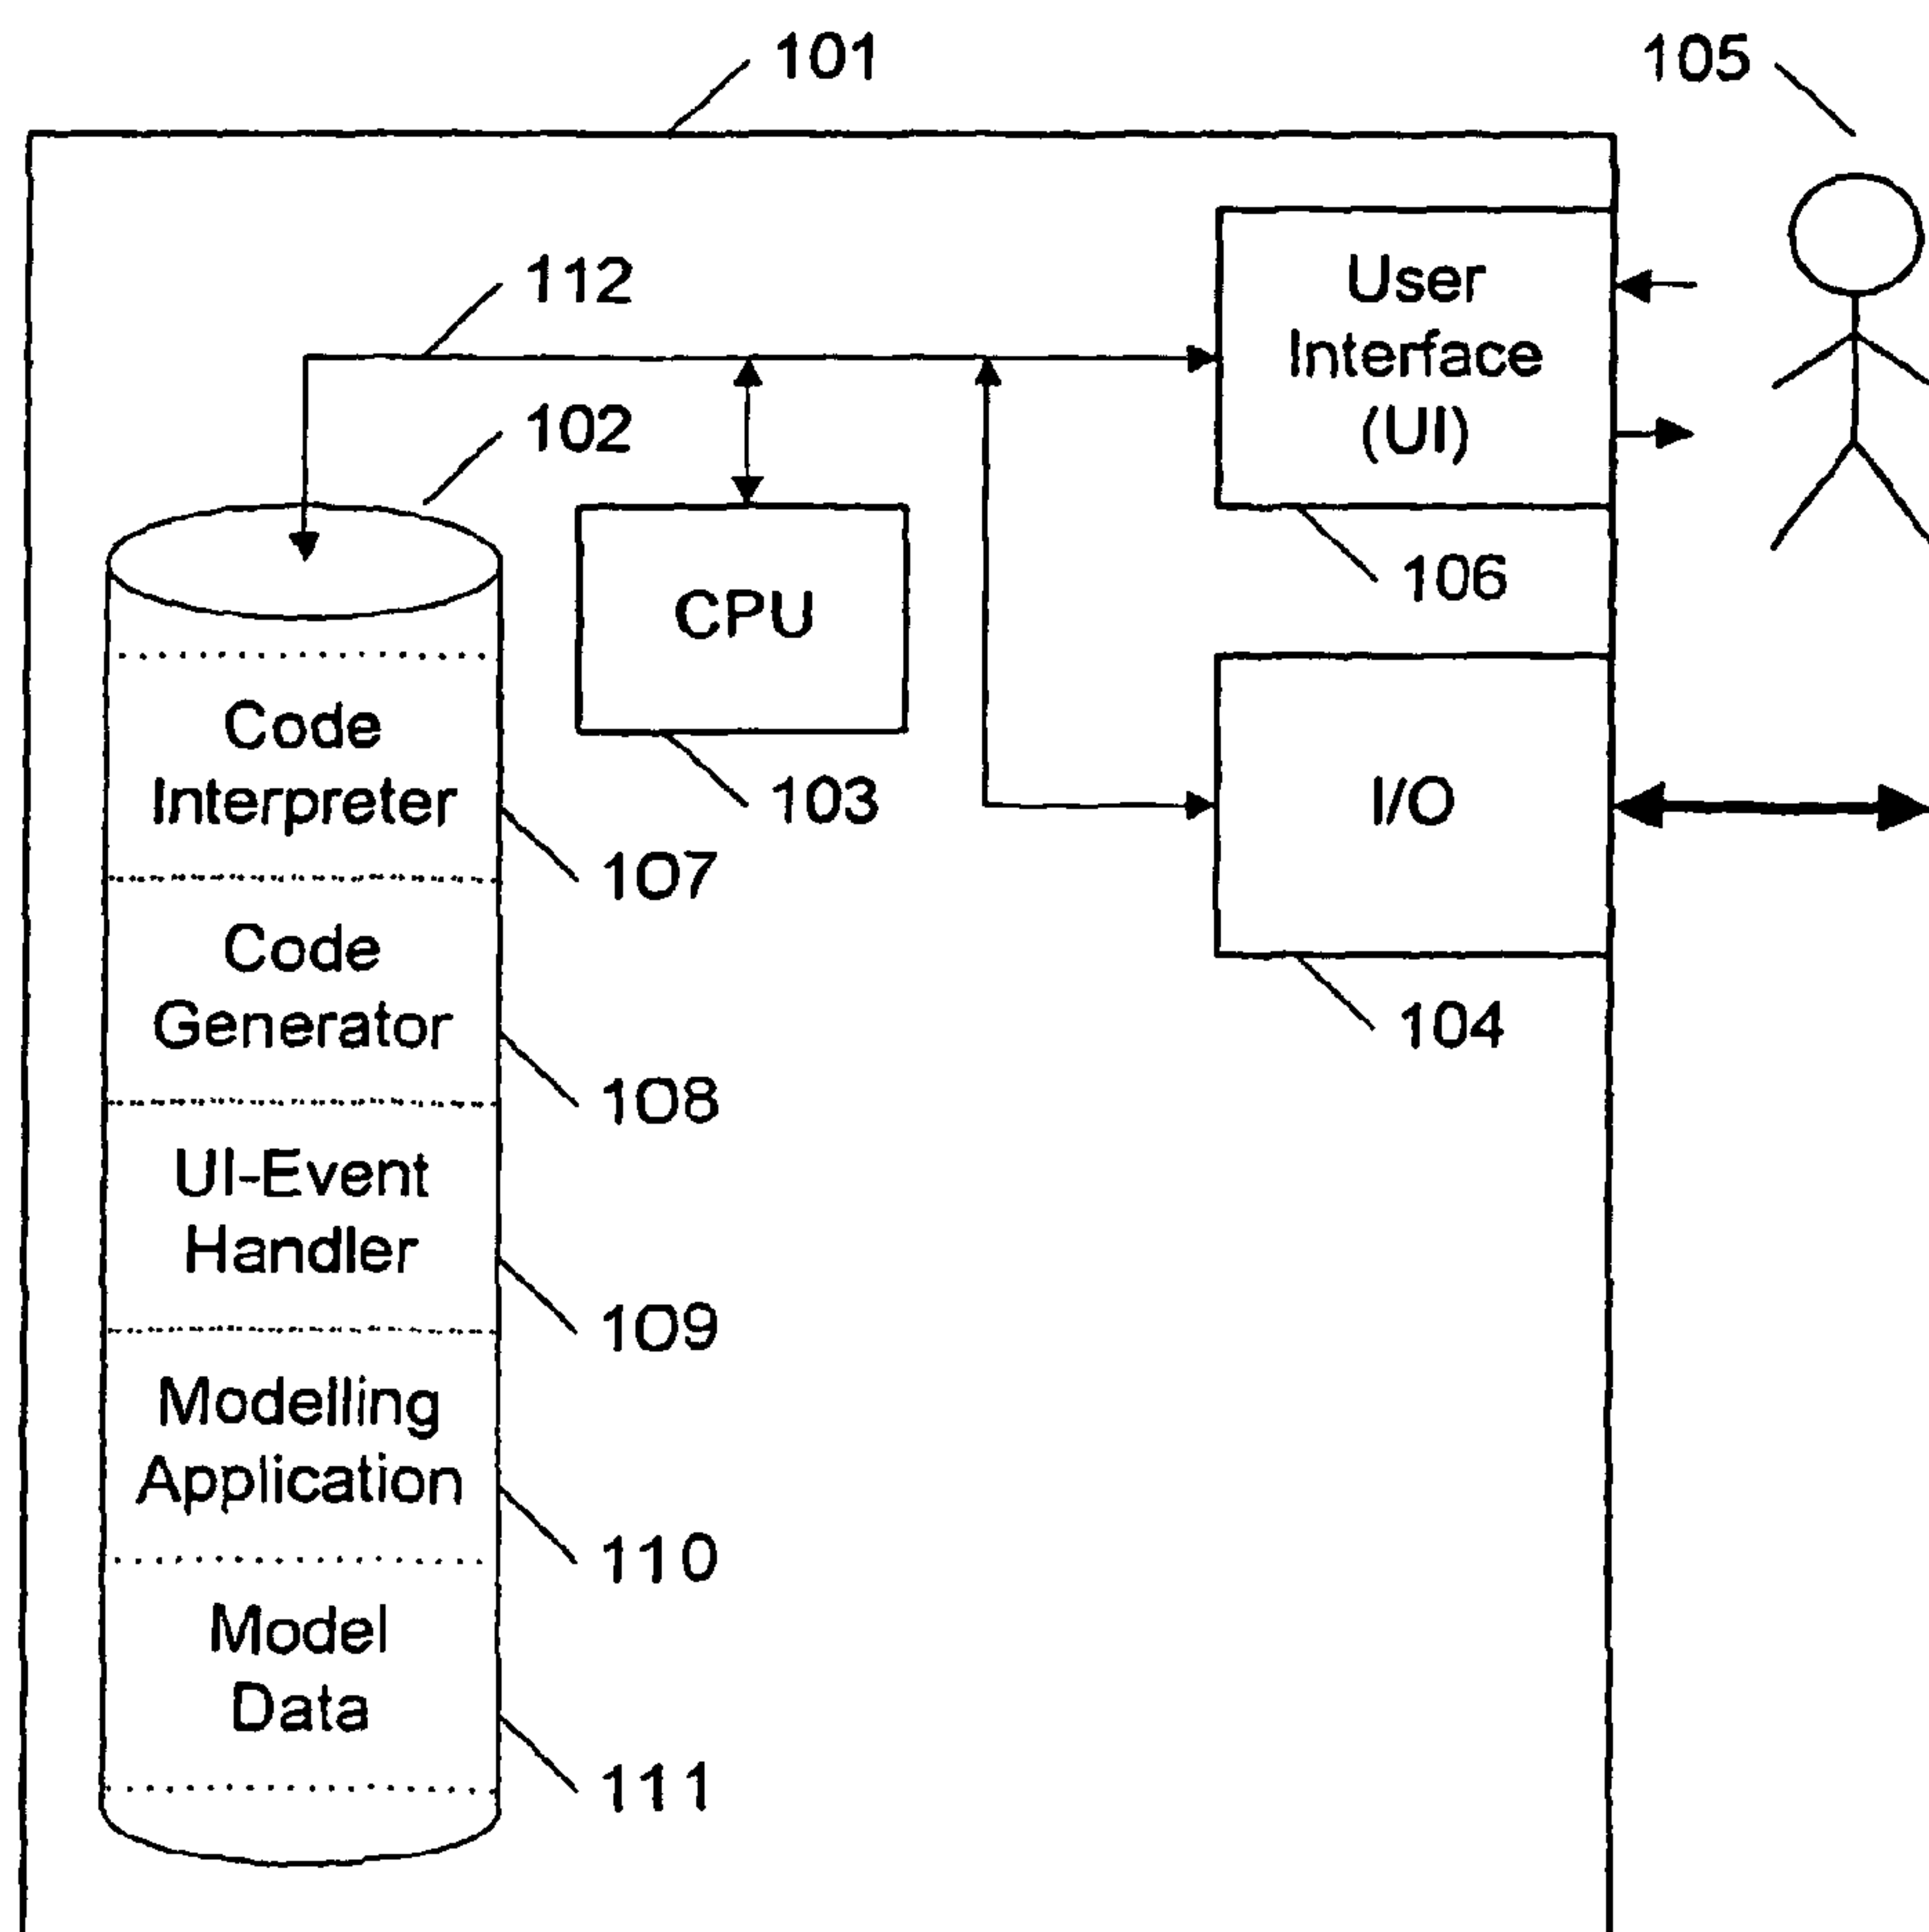 101
105
112
User
Interface
(UI)
102
106
CPU
103
I/O
104
Code
Interpreter
107
Code
Generator
108
UI-Event
Handler
109
Modelling
Application
110
Model
Data
111